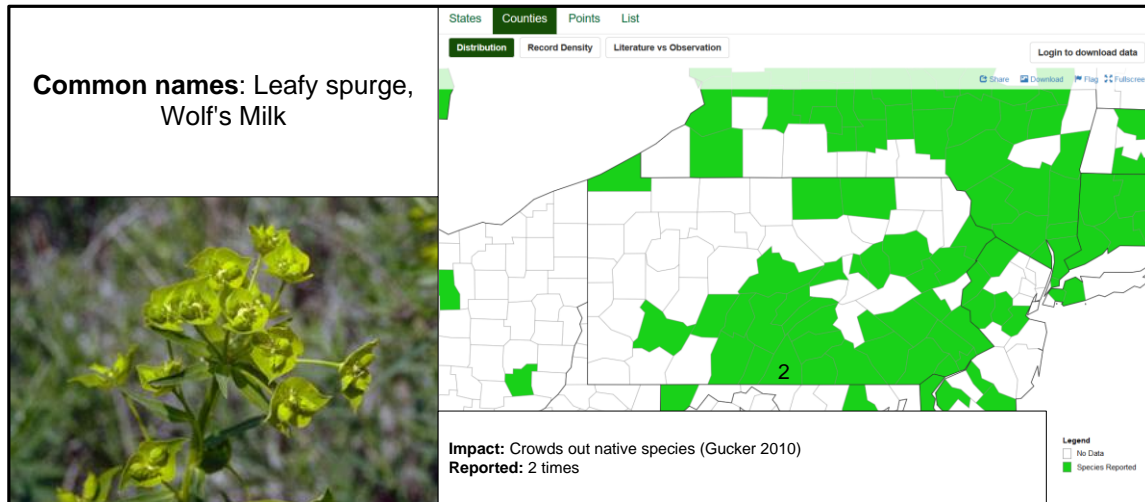 Common names: Leafy spurge,
Wolf's Milk
States Counties Points List
Distribution Record Density Literature vs Observation
Login to download data
Share Download Flag Fullscree
2
Impact: Crowds out native species (Gucker 2010)
Reported: 2 times
Legend
No Data
Species Reported